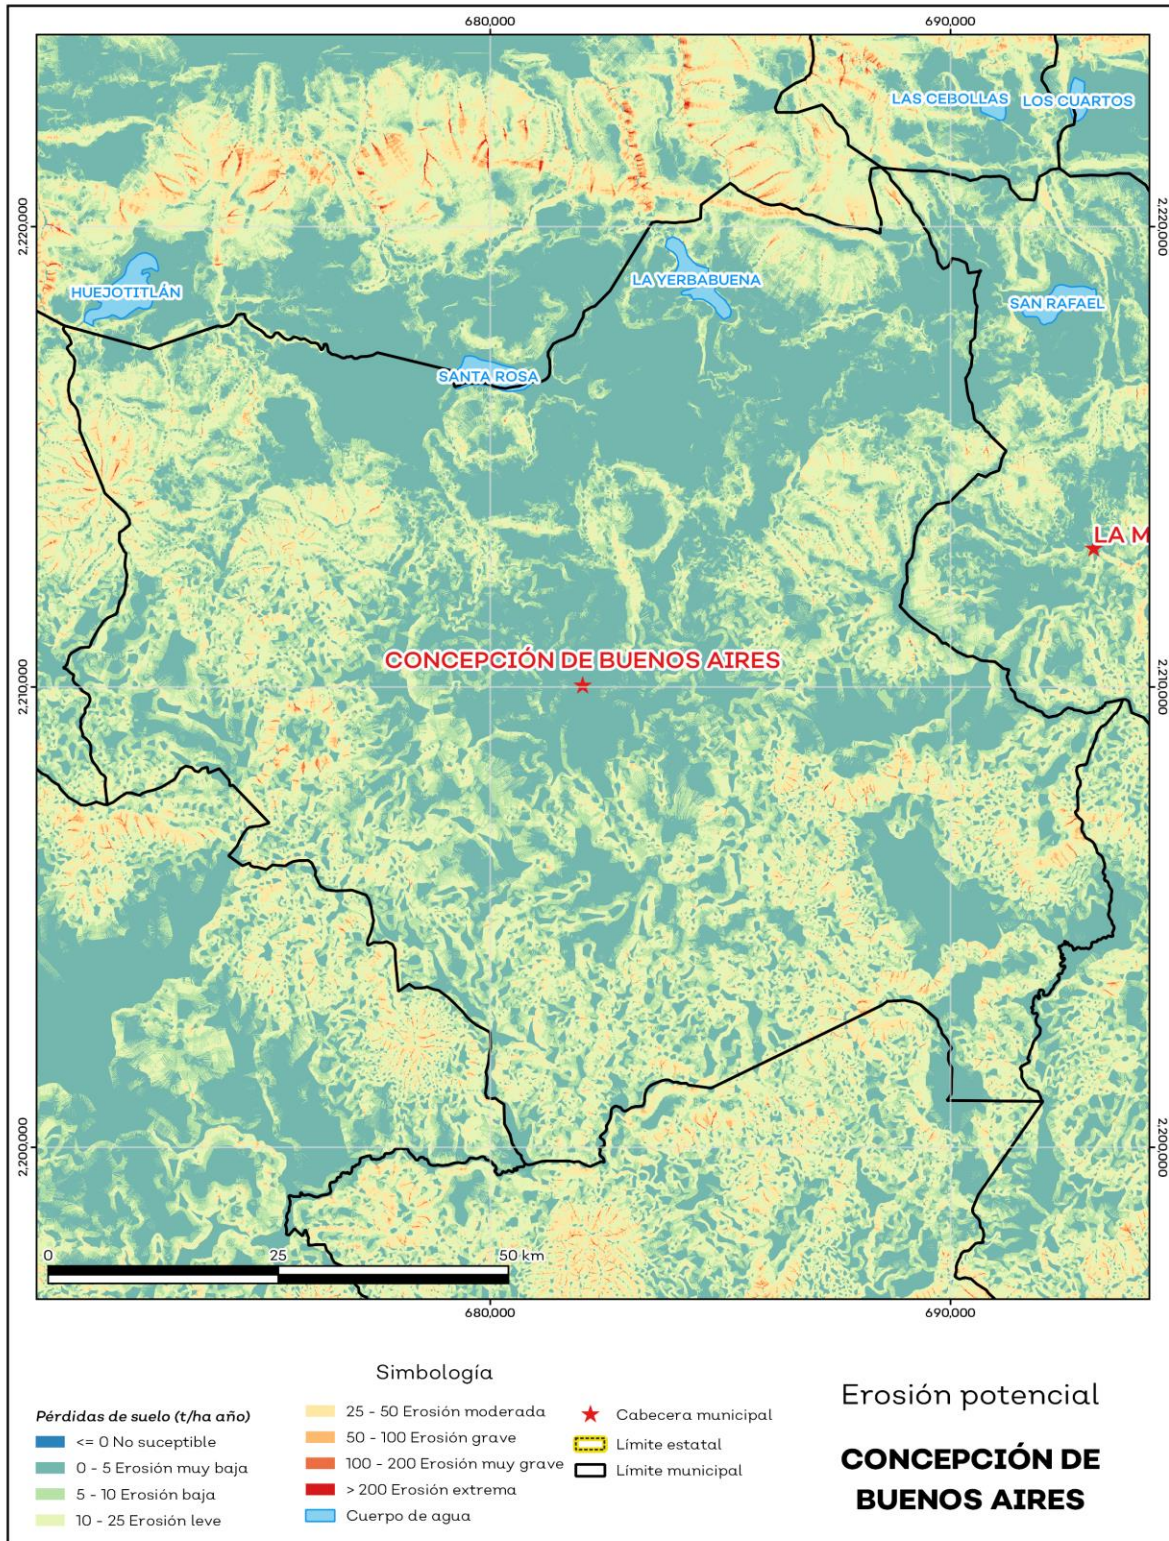 680,000
690,000
LAS CEBOLLAS
LOS CUARTOS
2,220,000
2,220,000
HUEJOTITLÁN
LA YERBABUENA
SAN RAFAEL
SANTA ROSA
LA M
CONCEPCIÓN DE BUENOS AIRES
2,210,000
2,210,000
2,200,000
2,200,000
0
25
50 km
680,000
690,000
Simbología
Pérdidas de suelo (t/ha año)
<= 0 No suceptible
0 - 5 Erosión muy baja
5 - 10 Erosión baja
10 - 25 Erosión leve
25 - 50 Erosión moderada
50 - 100 Erosión grave
100 - 200 Erosión muy grave
> 200 Erosión extrema
Cuerpo de agua
Cabecera municipal
Límite estatal
Límite municipal
Erosión potencial
CONCEPCIÓN DE
BUENOS AIRES